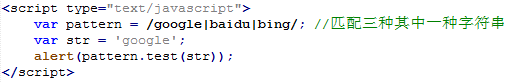 <script type="text/javascript">
var pattern = /google|baidu|bing/; //匹配三种其中一种字符串
var str = 'google';
alert(pattern.test(str));
</script>